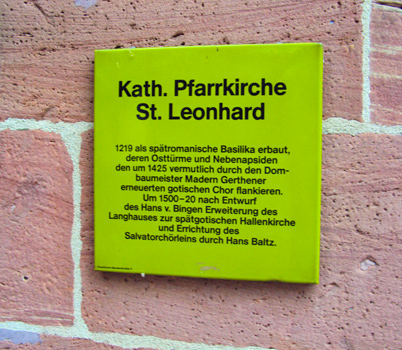 Kath. Pfarrkirche
St. Leonhard
1219 als spätromanische Basilika erbaut,
deren Osttürme und Nebenapsiden
den um 1425 vermutlich durch den Dom-
baumeister Madern Gerthener
erneuerten gotischen Chor flankieren.
Um 1500–20 nach Entwurf
des Hans v. Bingen Erweiterung des
Langhauses zur spätgotischen Hallenkirche
und Errichtung des
Salvatorchörleins durch Hans Baltz.